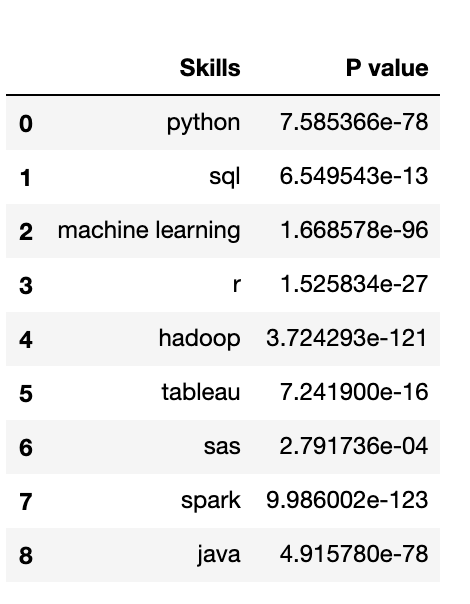 Skills P value
0 python 7.585366e-78
1 sql 6.549543e-13
2 machine learning 1.668578e-96
3 r 1.525834e-27
4 hadoop 3.724293e-121
5 tableau 7.241900e-16
6 sas 2.791736e-04
7 spark 9.986002e-123
8 java 4.915780e-78